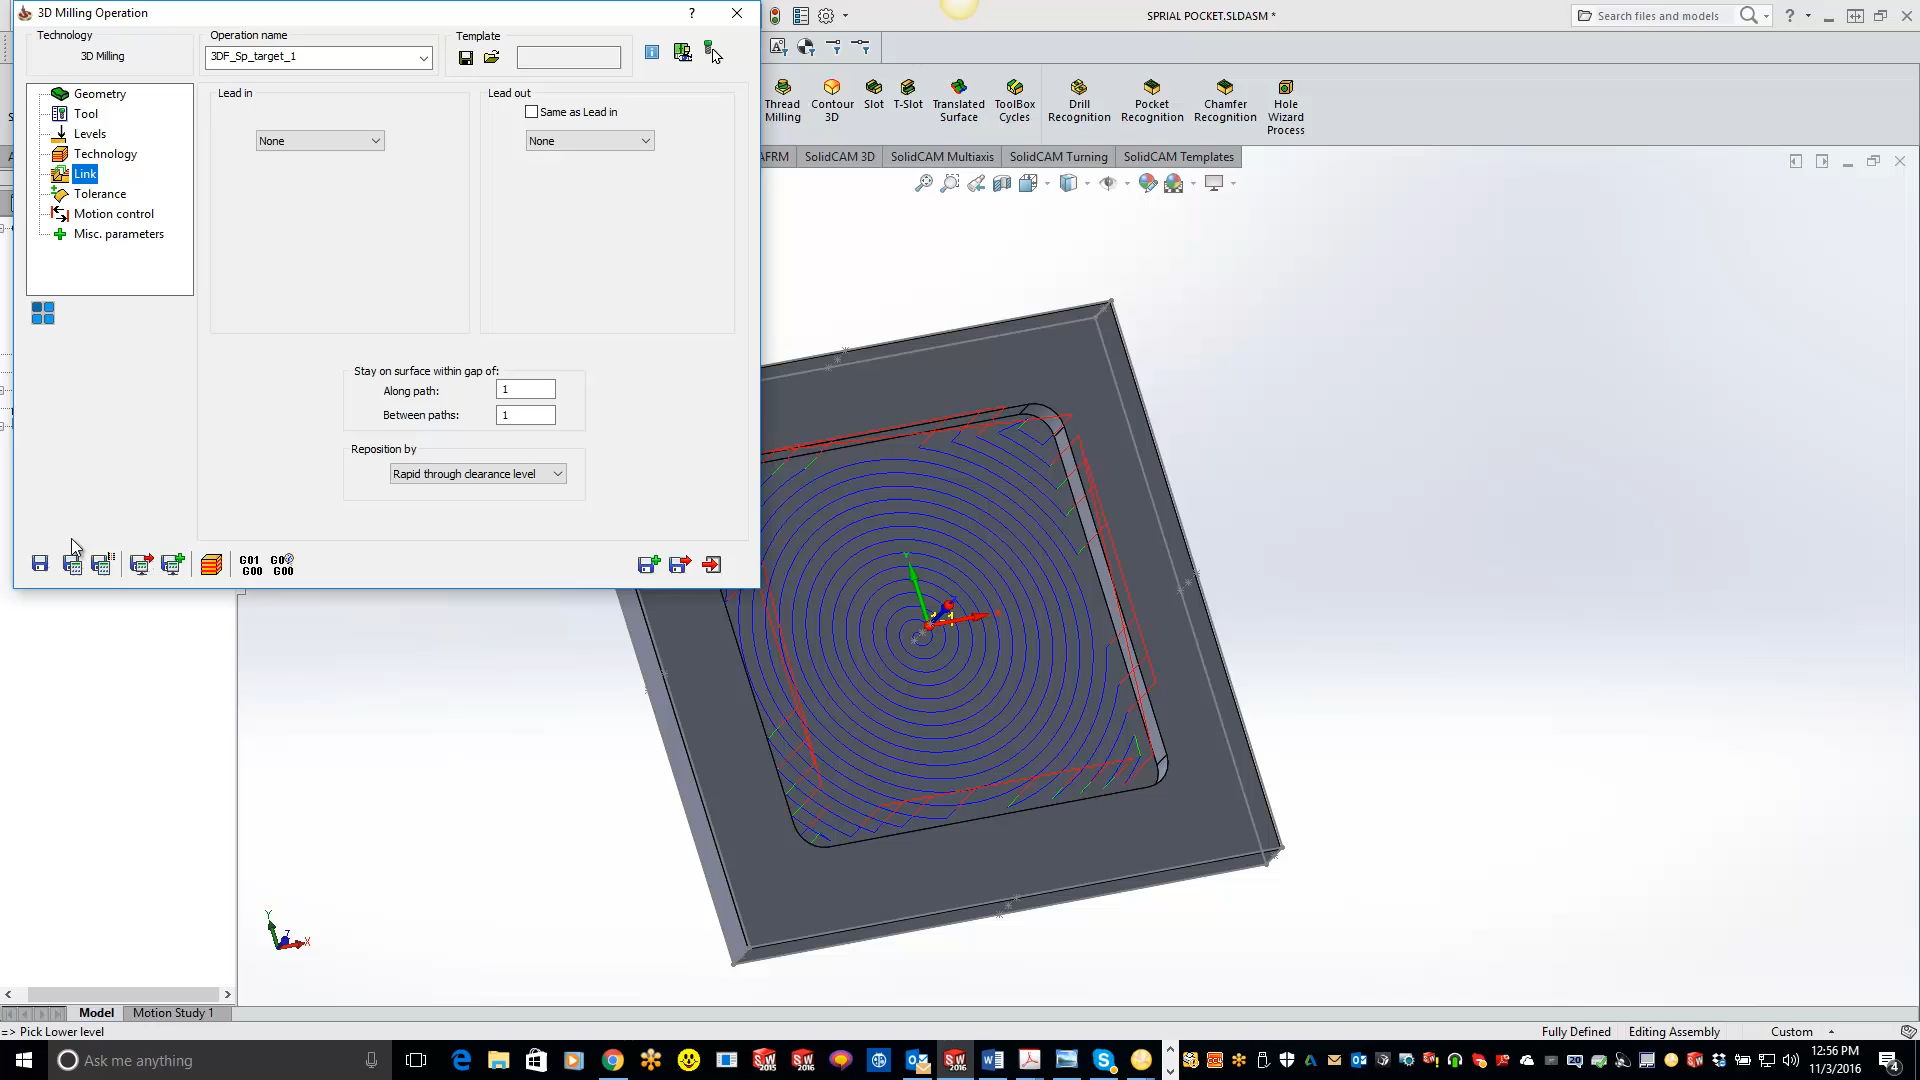 3D Milling Operation
?
SPRIAL POCKET.SLDASM *
Search files and models
Technology
3D Milling
Operation name
3DF_Sp_target_1
Template
Geometry
Tool
Levels
Technology
Link
Tolerance
Motion control
Misc. parameters
Lead in
None
Lead out
Same as Lead in
None
Stay on surface within gap of:
Along path:
1
Between paths:
1
Reposition by
Rapid through clearance level
G01
G00
G00
Thread Milling
Contour 3D
Slot
T-Slot
Translated Surface
ToolBox Cycles
Drill Recognition
Pocket Recognition
Chamfer Recognition
Hole Wizard Process
AFRM
SolidCAM 3D
SolidCAM Multiaxis
SolidCAM Turning
SolidCAM Templates
Y
Z
X
Model
Motion Study 1
=> Pick Lower level
Fully Defined
Editing Assembly
Custom
Ask me anything
12:56 PM
11/3/2016
4